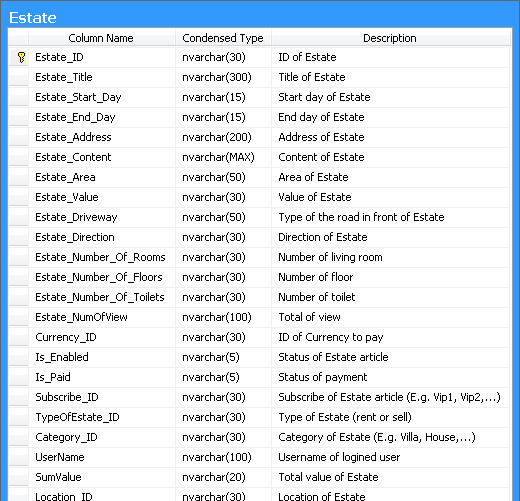 Estate
Column Name Condensed Type Description
Estate_ID nvarchar(30) ID of Estate
Estate_Title nvarchar(300) Title of Estate
Estate_Start_Day nvarchar(15) Start day of Estate
Estate_End_Day nvarchar(15) End day of Estate
Estate_Address nvarchar(200) Address of Estate
Estate_Content nvarchar(MAX) Content of Estate
Estate_Area nvarchar(50) Area of Estate
Estate_Value nvarchar(30) Value of Estate
Estate_Driveway nvarchar(50) Type of the road in front of Estate
Estate_Direction nvarchar(30) Direction of Estate
Estate_Number_Of_Rooms nvarchar(30) Number of living room
Estate_Number_Of_Floors nvarchar(30) Number of floor
Estate_Number_Of_Toilets nvarchar(30) Number of toilet
Estate_NumOfView nvarchar(100) Total of view
Currency_ID nvarchar(30) ID of Currency to pay
Is_Enabled nvarchar(5) Status of Estate article
Is_Paid nvarchar(5) Status of payment
Subscribe_ID nvarchar(30) Subscribe of Estate article (E.g. Vip1, Vip2,...)
TypeOfEstate_ID nvarchar(30) Type of Estate (rent or sell)
Category_ID nvarchar(30) Category of Estate (E.g. Villa, House,...)
UserName nvarchar(100) Username of logined user
SumValue nvarchar(20) Total value of Estate
Location_ID nvarchar(30) Location of Estate